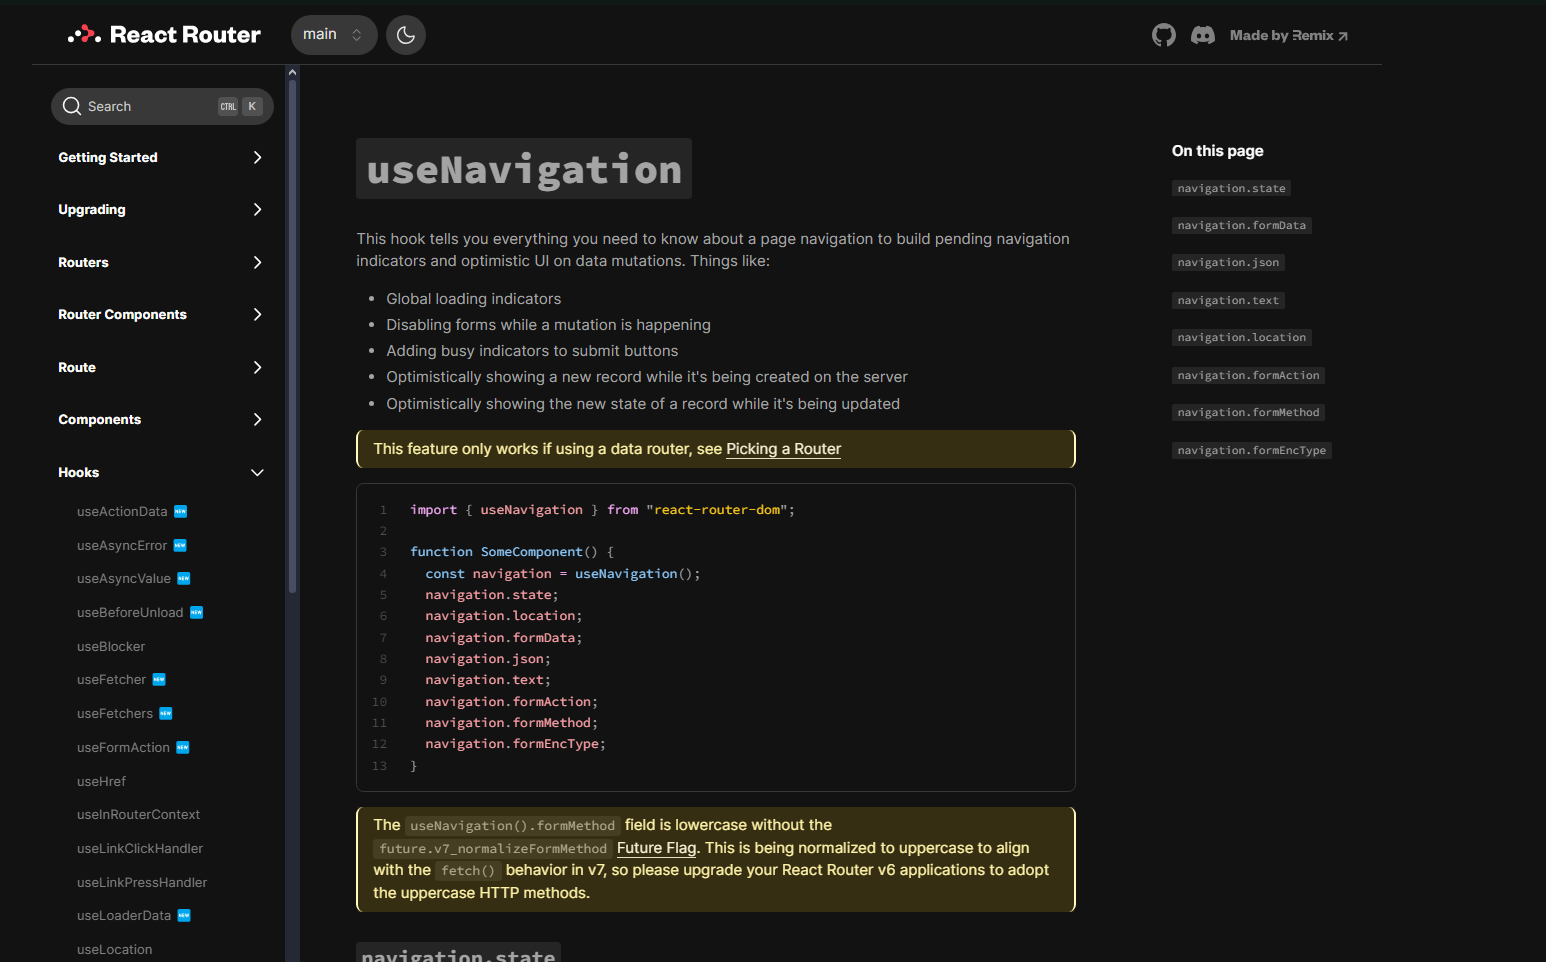 React Router
main
Made by Remix
Search
CTRL K
Getting Started
Upgrading
Routers
Router Components
Route
Components
Hooks
useActionData NEW
useAsyncError NEW
useAsyncValue NEW
useBeforeUnload NEW
useBlocker
useFetcher NEW
useFetchers NEW
useFormAction NEW
useHref
useInRouterContext
useLinkClickHandler
useLinkPressHandler
useLoaderData NEW
useLocation
useNavigation
This hook tells you everything you need to know about a page navigation to build pending navigation
indicators and optimistic UI on data mutations. Things like:
• Global loading indicators
• Disabling forms while a mutation is happening
• Adding busy indicators to submit buttons
• Optimistically showing a new record while it's being created on the server
• Optimistically showing the new state of a record while it's being updated
This feature only works if using a data router, see Picking a Router
1 import { useNavigation } from "react-router-dom";
2
3 function SomeComponent() {
4 const navigation = useNavigation();
5 navigation.state;
6 navigation.location;
7 navigation.formData;
8 navigation.json;
9 navigation.text;
10 navigation.formAction;
11 navigation.formMethod;
12 navigation.formEncType;
13 }
The useNavigation().formMethod field is lowercase without the
future.v7_normalizeFormMethod Future Flag. This is being normalized to uppercase to align
with the fetch() behavior in v7, so please upgrade your React Router v6 applications to adopt
the uppercase HTTP methods.
navigation.state
On this page
navigation.state
navigation.formData
navigation.json
navigation.text
navigation.location
navigation.formAction
navigation.formMethod
navigation.formEncType